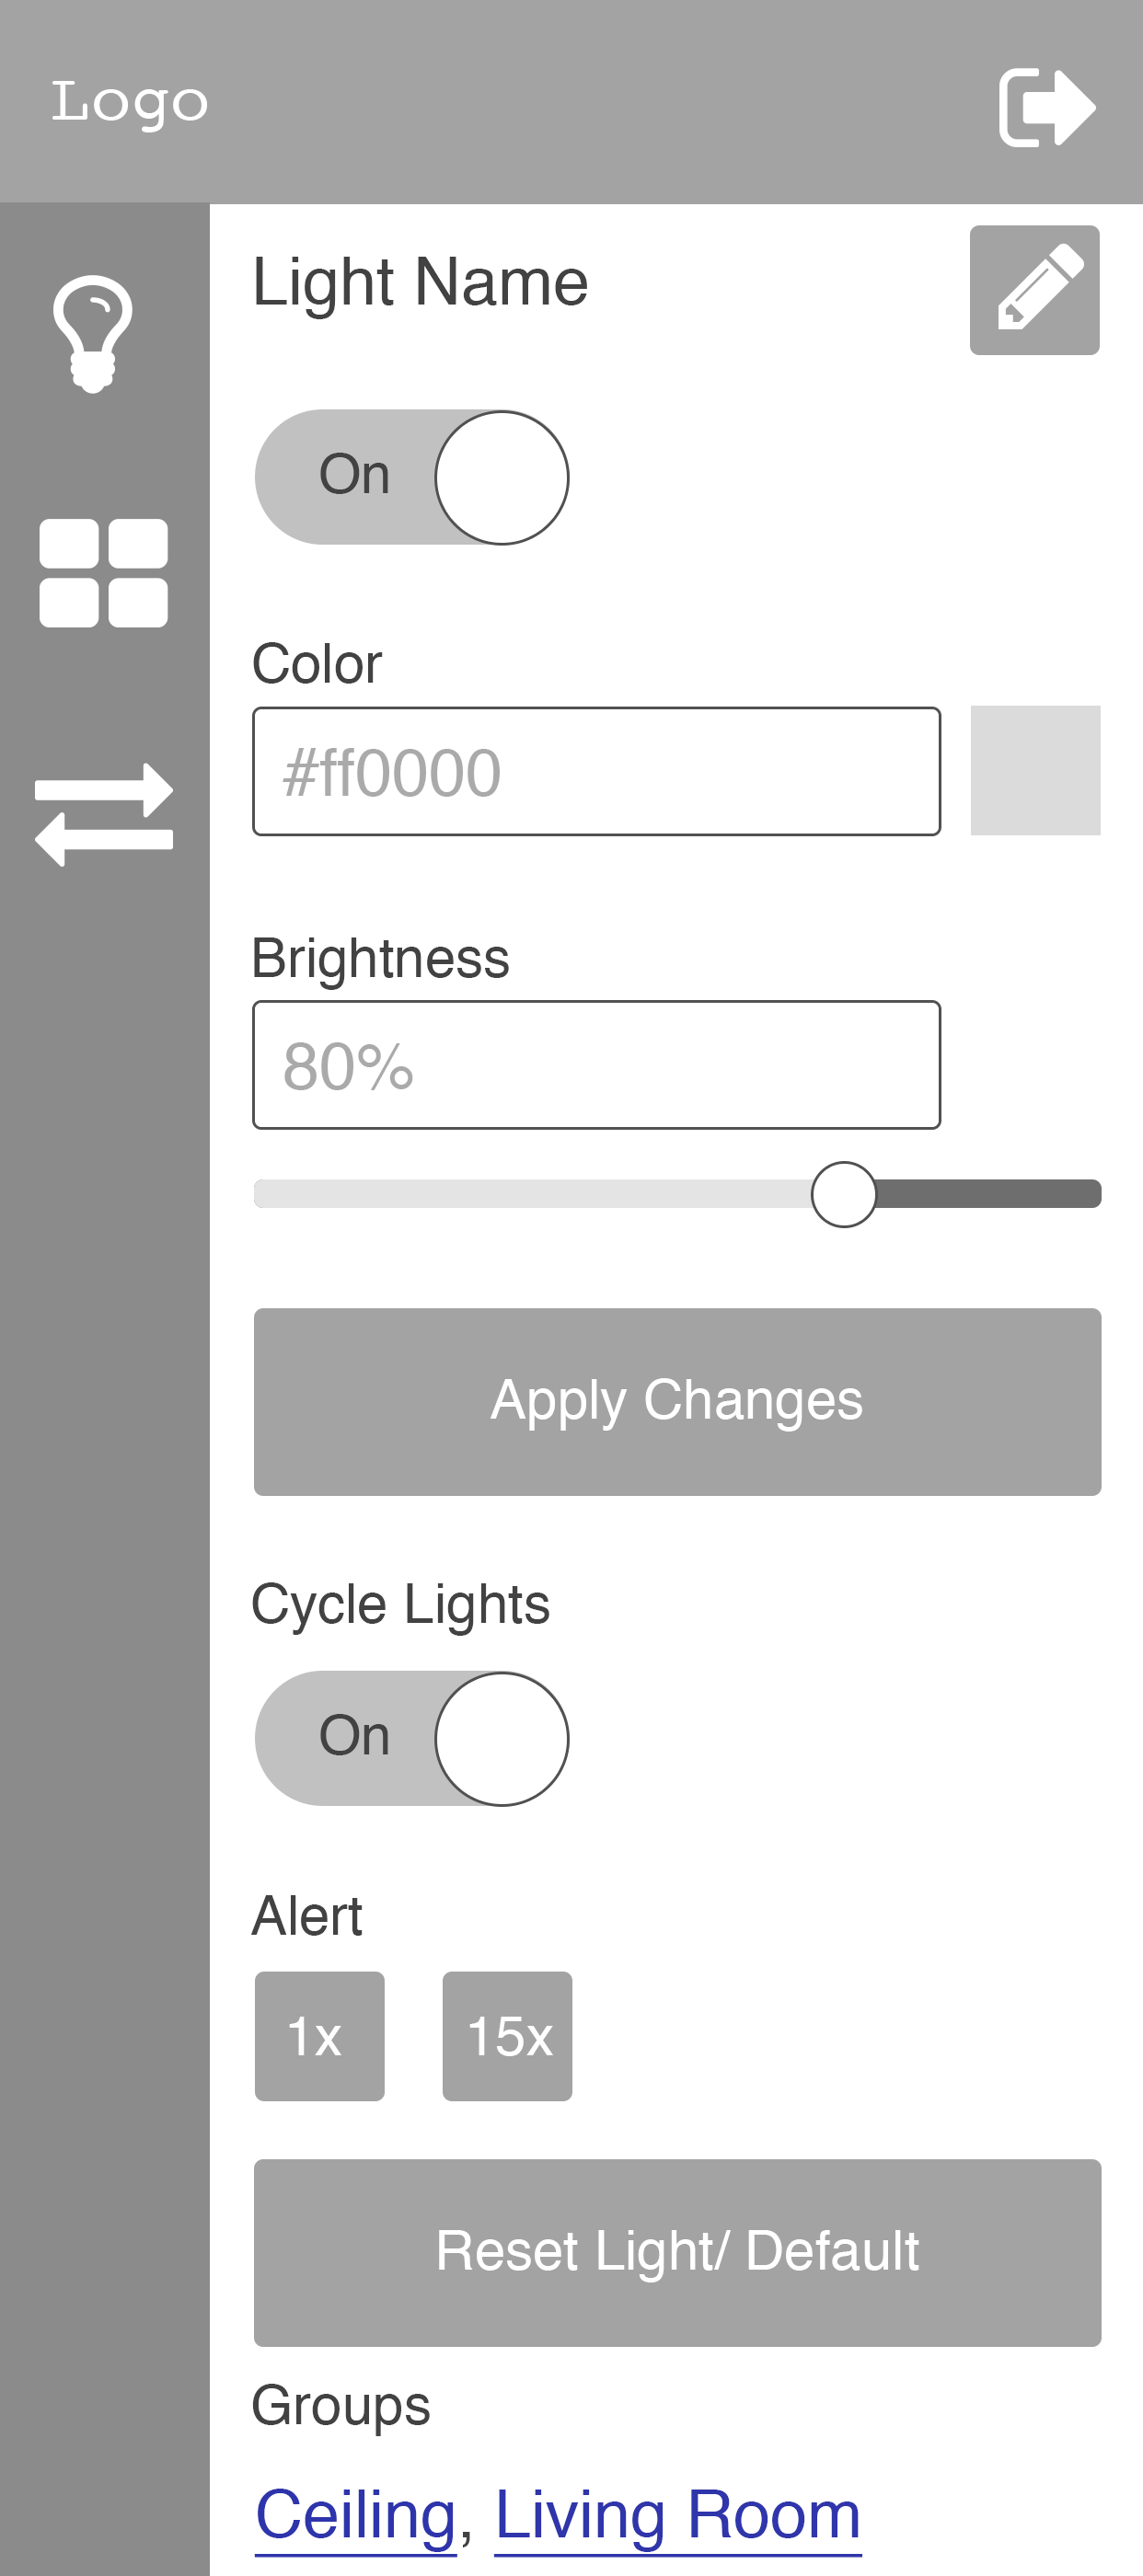 Logo
Light Name
On
Color
#ff0000
Brightness
80%
Apply Changes
Cycle Lights
On
Alert
1x 15x
Reset Light/ Default
Groups
Ceiling, Living Room